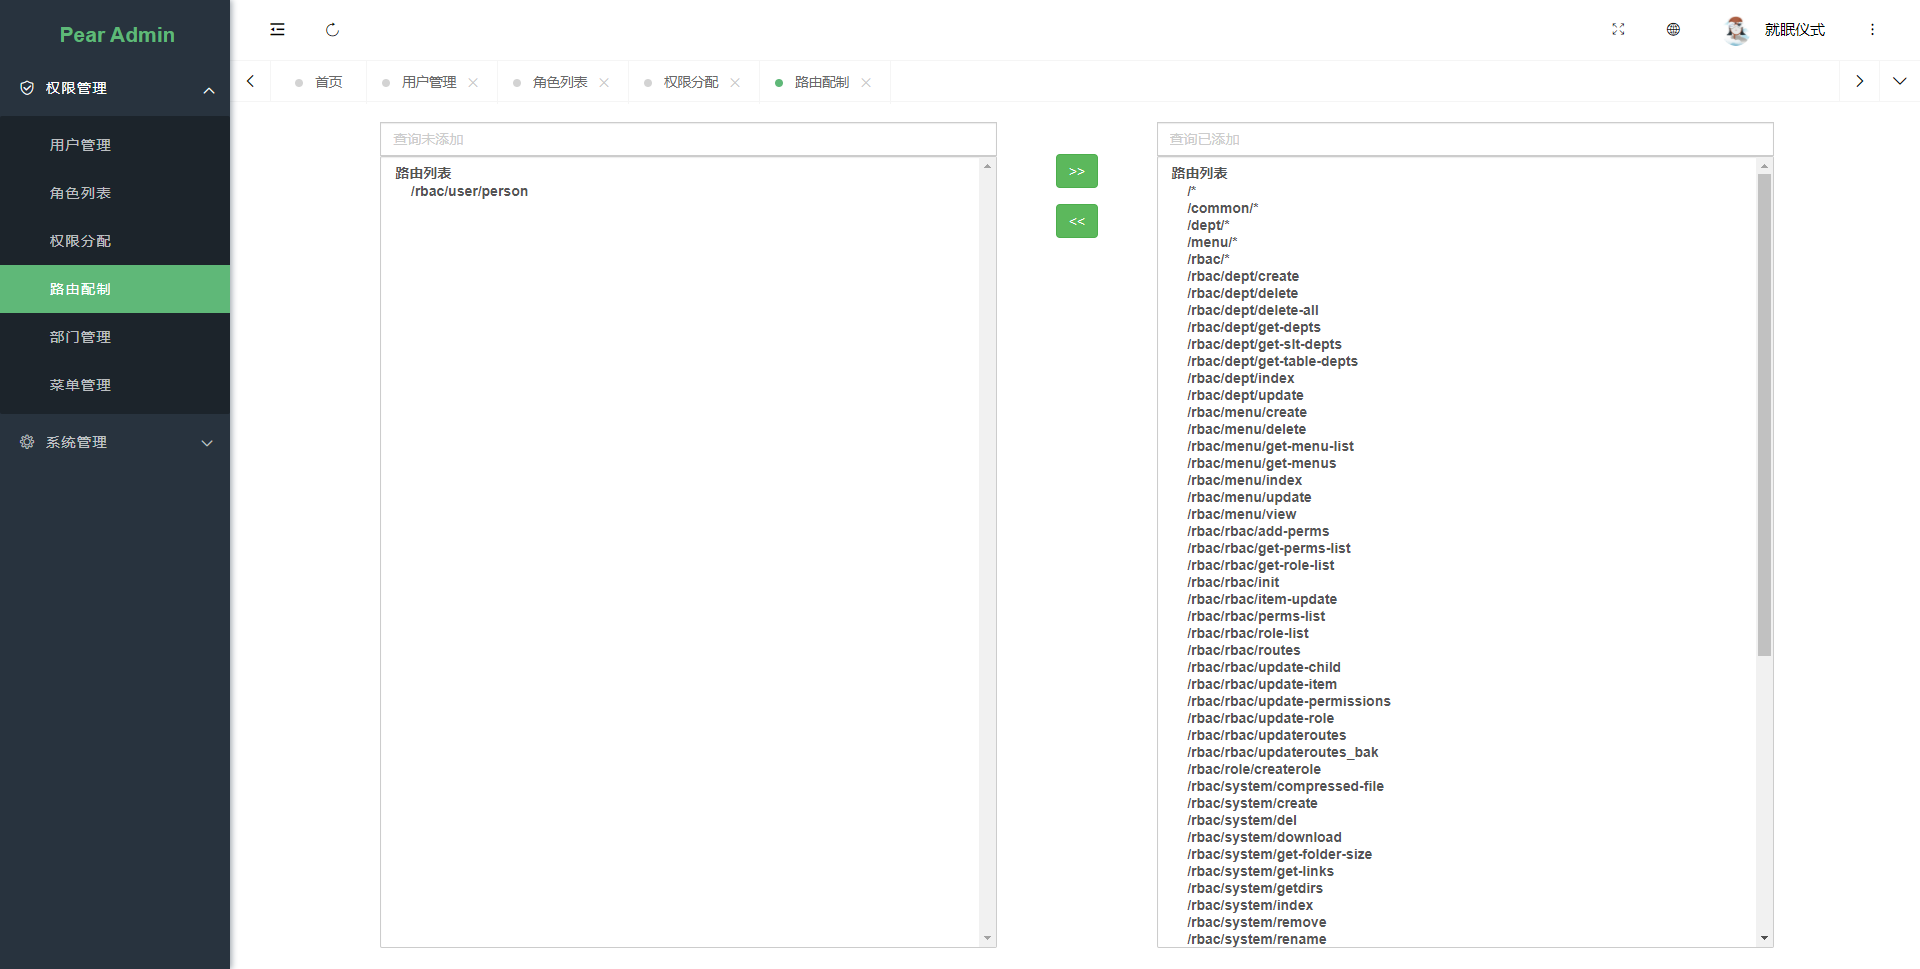 Pear Admin
权限管理
用户管理
角色列表
权限分配
路由配制
部门管理
菜单管理
系统管理
就眠仪式
首页
用户管理
角色列表
权限分配
路由配制
查询未添加
路由列表
/rbac/user/person
>>
<<
查询已添加
路由列表
/*
/common/*
/dept/*
/menu/*
/rbac/*
/rbac/dept/create
/rbac/dept/delete
/rbac/dept/delete-all
/rbac/dept/get-depts
/rbac/dept/get-slt-depts
/rbac/dept/get-table-depts
/rbac/dept/index
/rbac/dept/update
/rbac/menu/create
/rbac/menu/delete
/rbac/menu/get-menu-list
/rbac/menu/get-menus
/rbac/menu/index
/rbac/menu/update
/rbac/menu/view
/rbac/rbac/add-perms
/rbac/rbac/get-perms-list
/rbac/rbac/get-role-list
/rbac/rbac/init
/rbac/rbac/item-update
/rbac/rbac/perms-list
/rbac/rbac/role-list
/rbac/rbac/routes
/rbac/rbac/update-child
/rbac/rbac/update-item
/rbac/rbac/update-permissions
/rbac/rbac/update-role
/rbac/rbac/updateroutes
/rbac/rbac/updateroutes_bak
/rbac/role/createrole
/rbac/system/compressed-file
/rbac/system/create
/rbac/system/del
/rbac/system/download
/rbac/system/get-folder-size
/rbac/system/get-links
/rbac/system/getdirs
/rbac/system/index
/rbac/system/remove
/rbac/system/rename